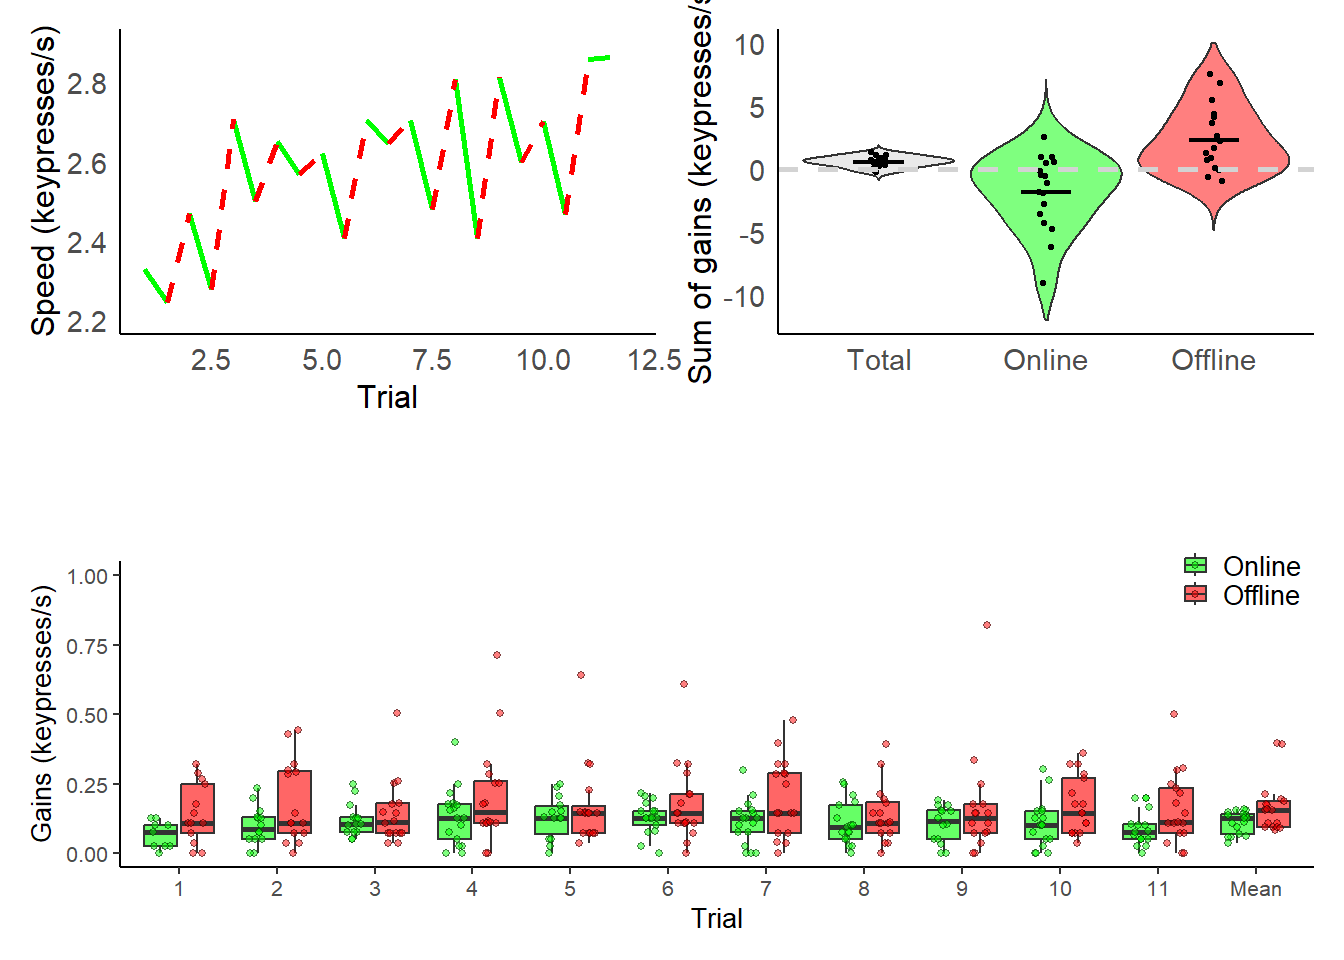 Speed (keypresses/s)
2.8
2.6
2.4
2.2
2.5
5.0
7.5
10.0
12.5
Trial
Sum of gains (keypresses/s
10
5
0
-5
-10
Total
Online
Offline
Gains (keypresses/s)
1.00
0.75
0.50
0.25
0.00
1
2
3
4
5
6
7
8
9
10
11
Mean
Trial
Online
Offline